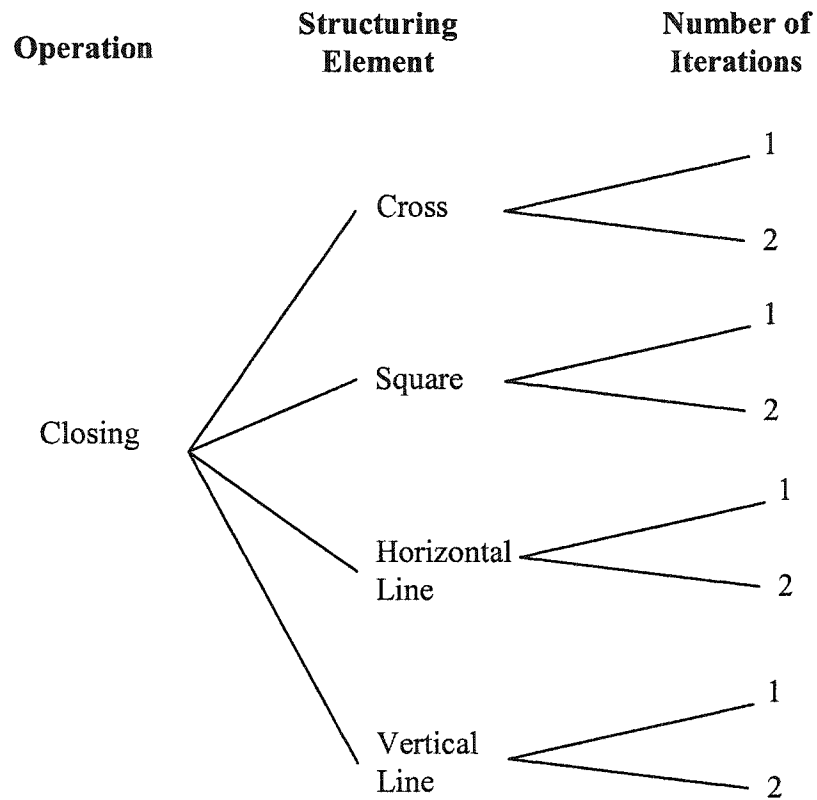 Operation
Structuring
Element
Number of
Iterations
Closing
Cross
1
2
Square
1
2
Horizontal
Line
1
2
Vertical
Line
1
2